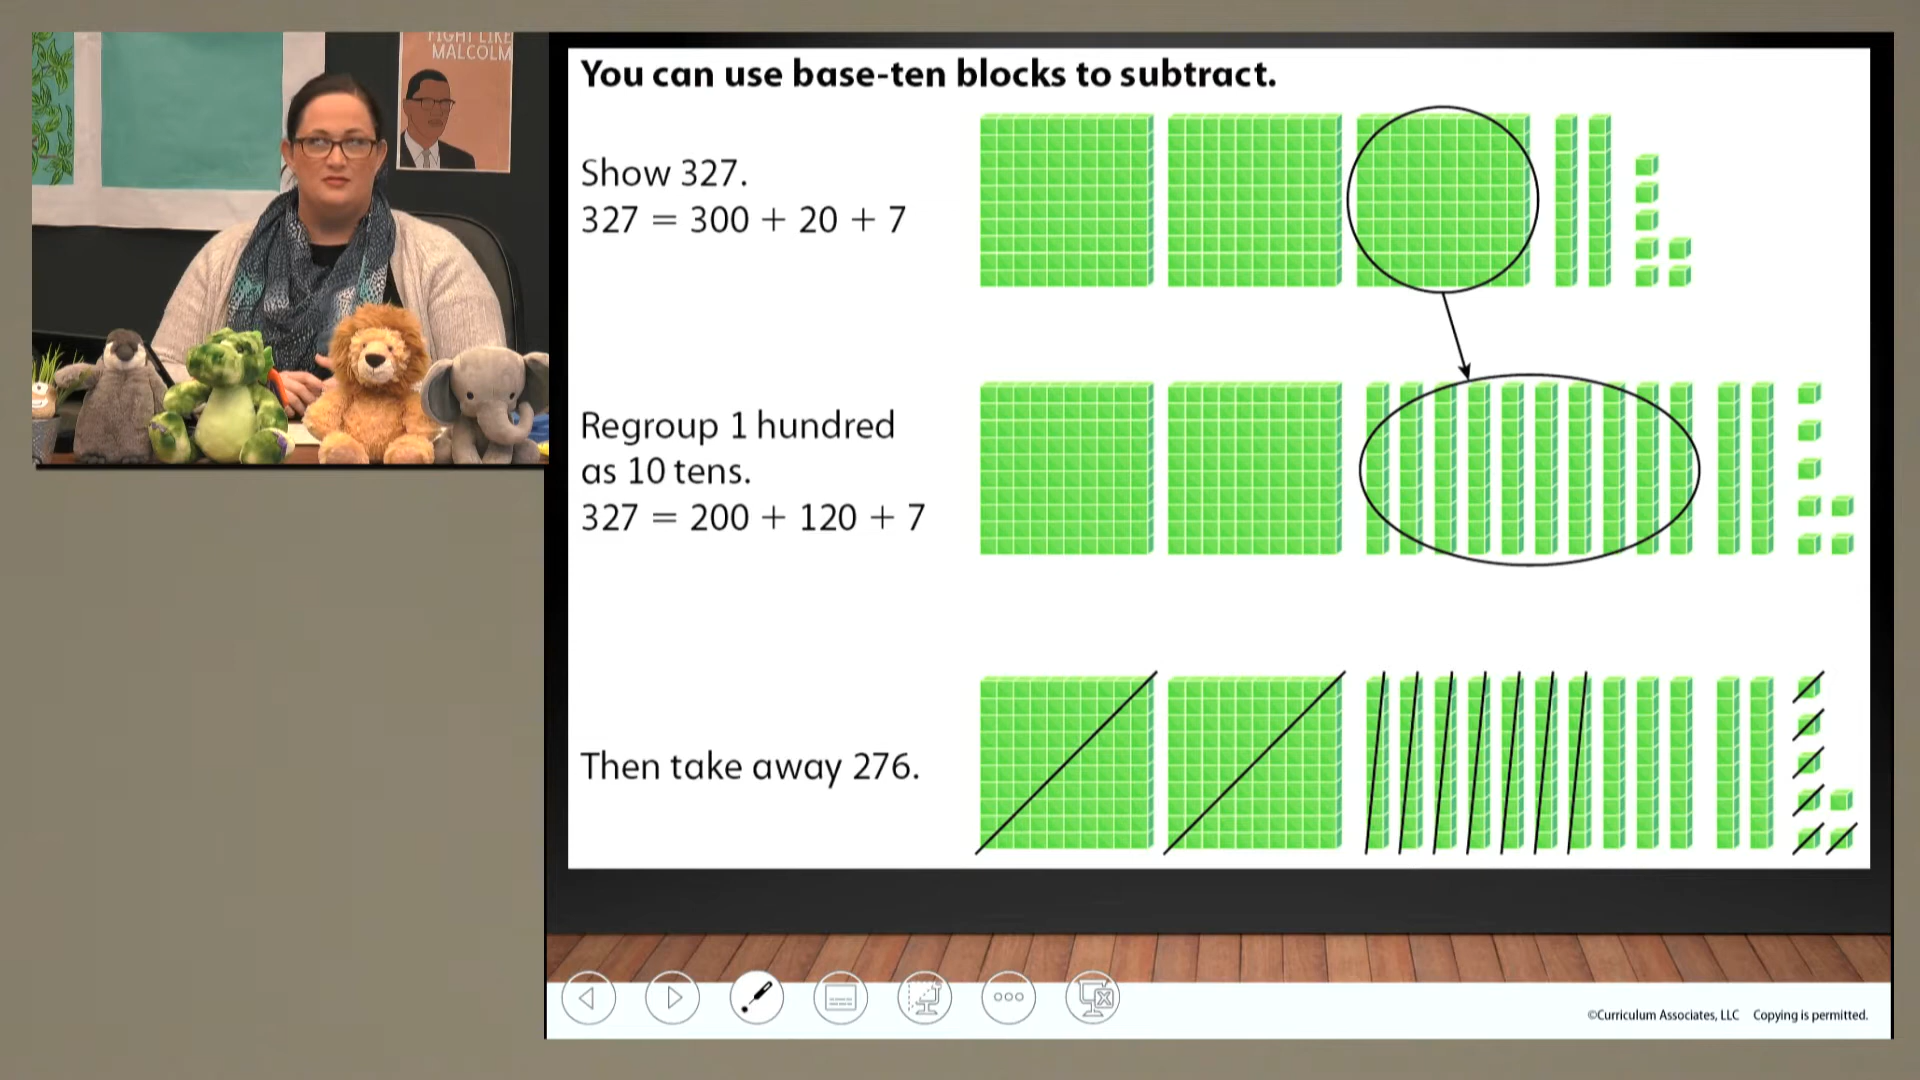 FIGHT LIKE
MALCOLM
You can use base-ten blocks to subtract.
Show 327.
327 = 300 + 20 + 7
Regroup 1 hundred
as 10 tens.
327 = 200 + 120 + 7
Then take away 276.
©Curriculum Associates, LLC Copying is permitted.